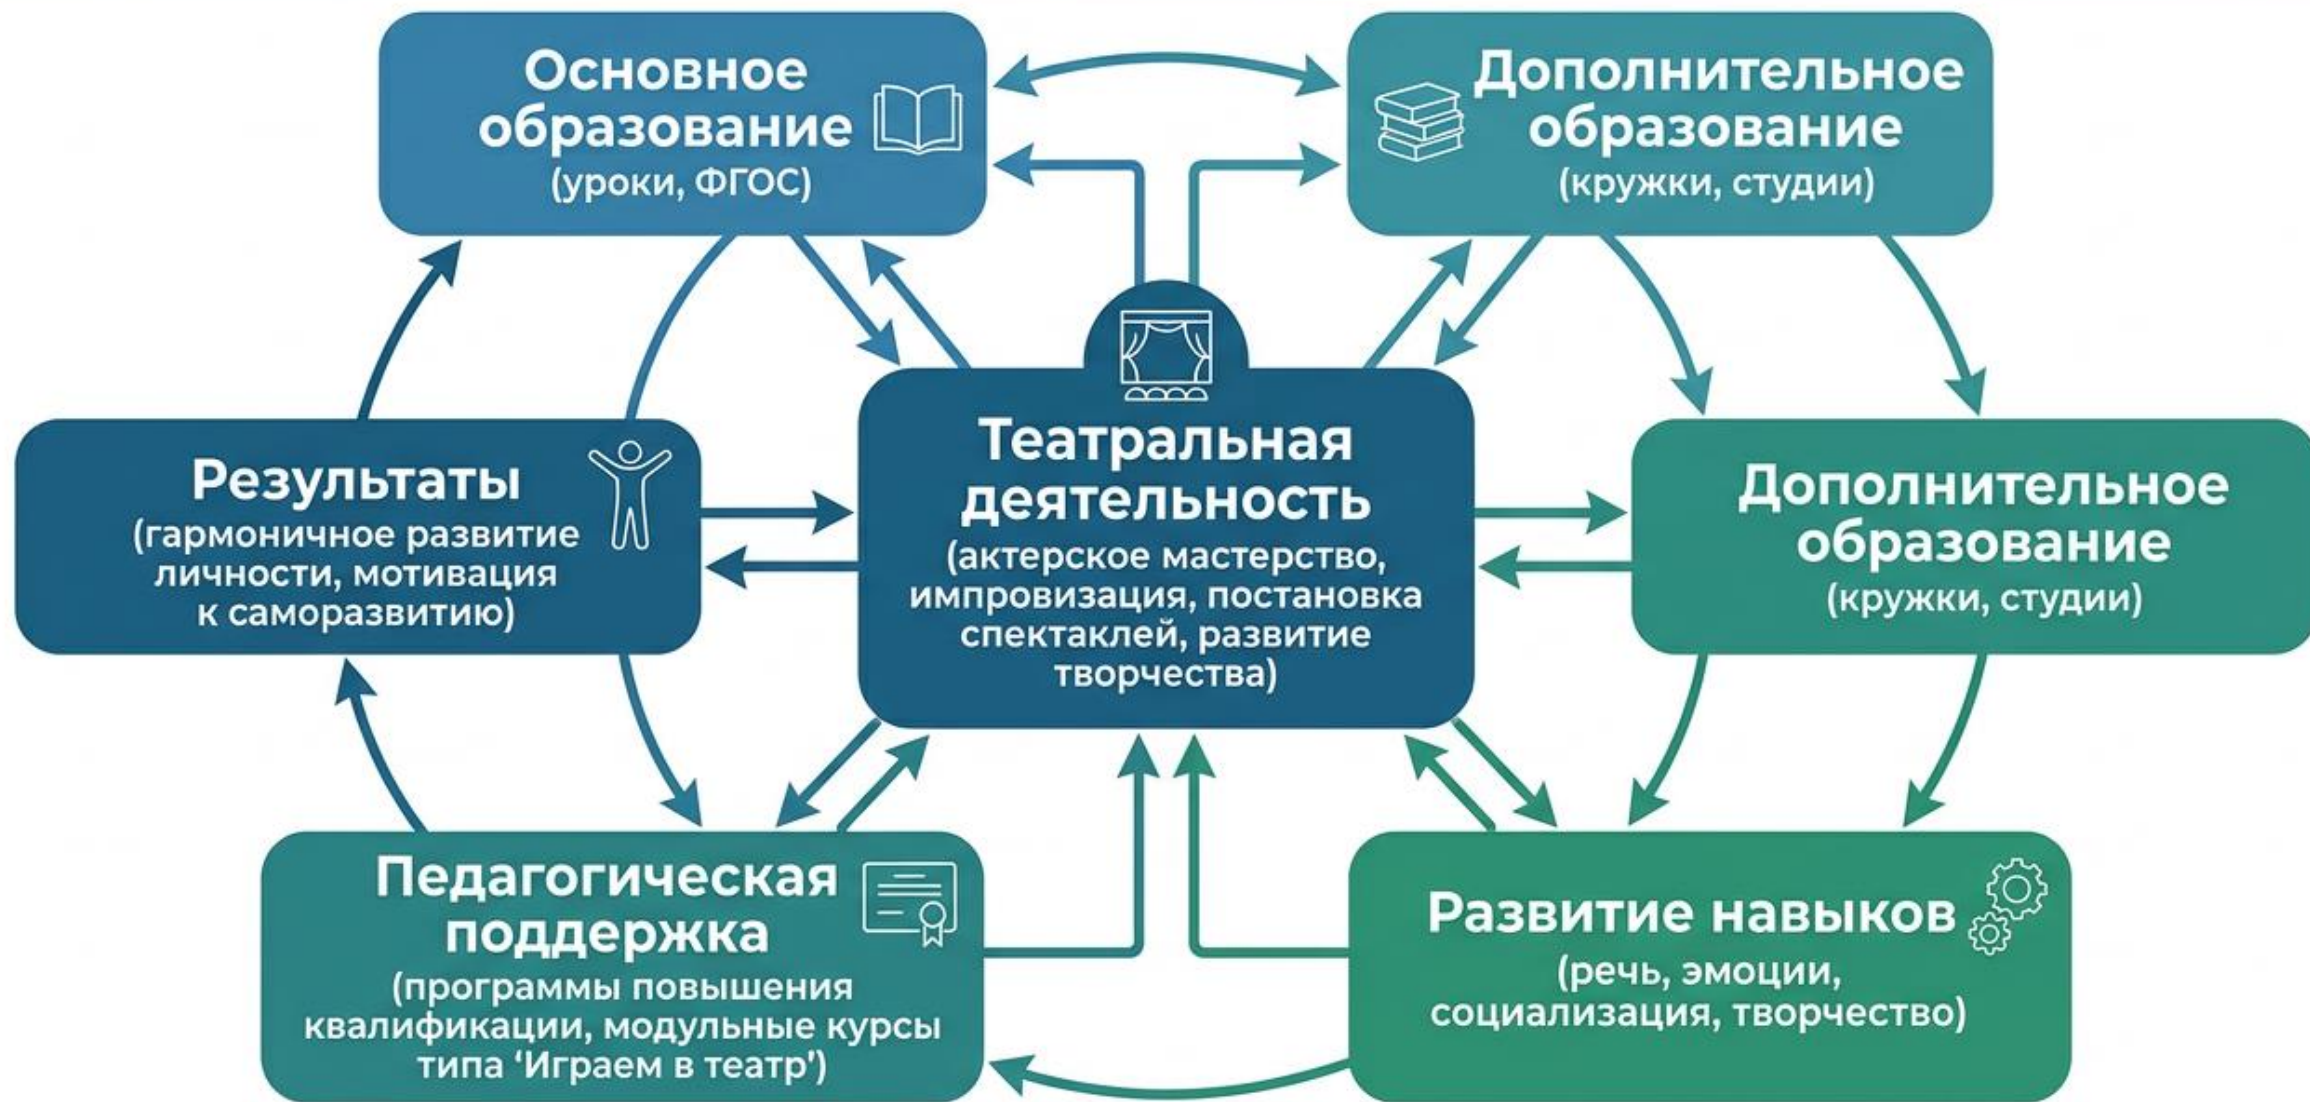 Основное
образование
(уроки, ФГОС)
Дополнительное
образование
(кружки, студии)
Результаты
(гармоничное развитие
личности, мотивация
к саморазвитию)
Театральная
деятельность
(актерское мастерство,
импровизация, постановка
спектаклей, развитие
творчества)
Дополнительное
образование
(кружки, студии)
Педагогическая
поддержка
(программы повышения
квалификации, модульные курсы
типа ‘Играем в театр’)
Развитие навыков
(речь, эмоции,
социализация, творчество)